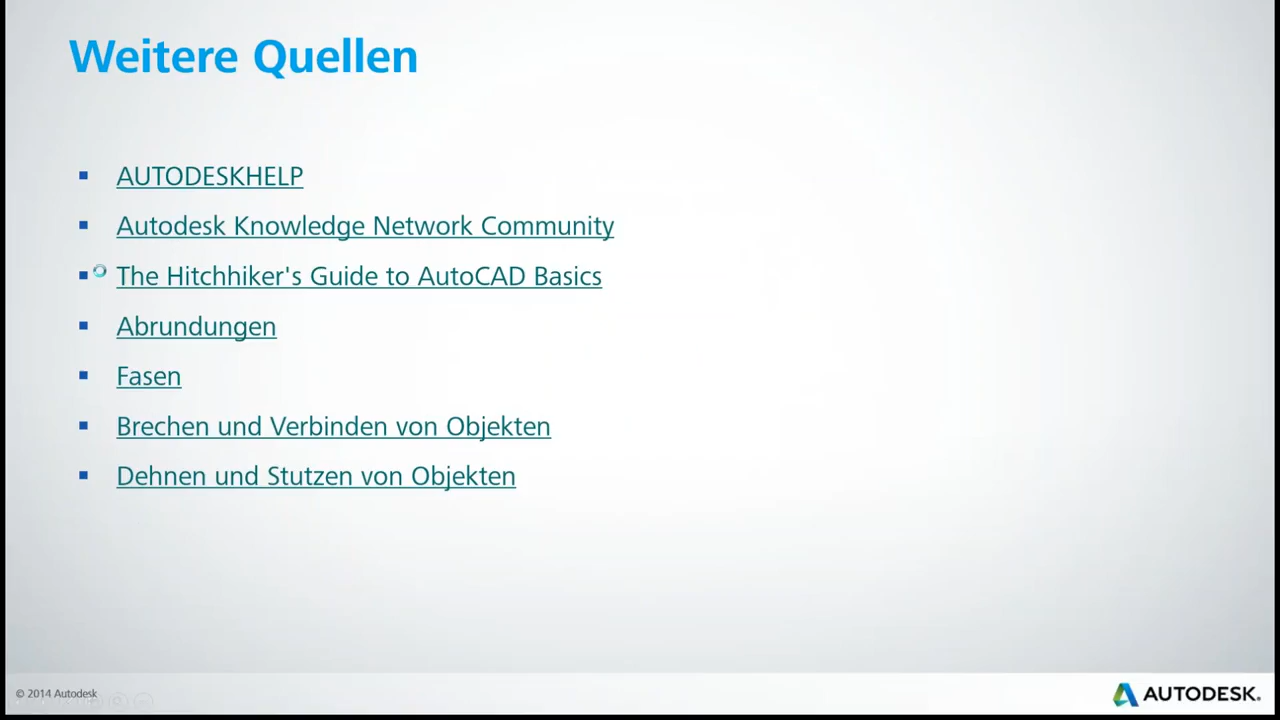 Weitere Quellen
AUTODESKHELP
Autodesk Knowledge Network Community
The Hitchhiker's Guide to AutoCAD Basics
Abrundungen
Fasen
Brechen und Verbinden von Objekten
Dehnen und Stutzen von Objekten
© 2014 Autodesk
AUTODESK.